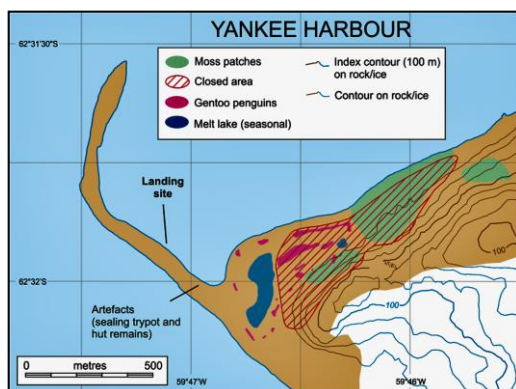 YANKEE HARBOUR
62°31'30"S
Moss patches
Closed area
Gentoo penguins
Melt lake (seasonal)
Index contour (100 m)
on rock/ice
Contour on rock/ice
Landing
site
100
62°32'S
Artefacts
(sealing trypot and
hut remains)
100
metres
0
500
59°47'W
59°46'W